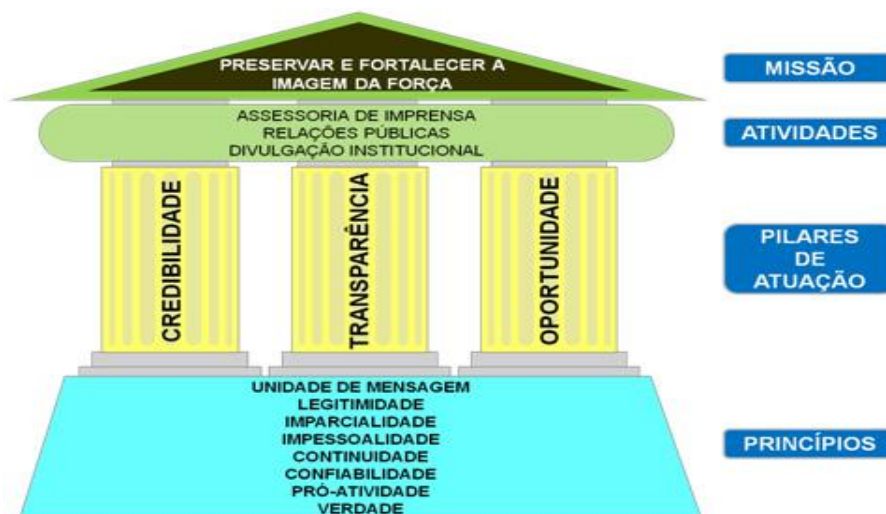 PRESERVAR E FORTALECER A
IMAGEM DA FORÇA
MISSÃO
ASSESSORIA DE IMPRENSA
RELAÇÕES PÚBLICAS
DIVULGAÇÃO INSTITUCIONAL
ATIVIDADES
CREDIBILIDADE
TRANSPARÊNCIA
OPORTUNIDADE
PILARES
DE
ATUAÇÃO
UNIDADE DE MENSAGEM
LEGITIMIDADE
IMPARCIALIDADE
IMPESSOALIDADE
CONTINUIDADE
CONFIABILIDADE
PRÓ-ATIVIDADE
VERDADE
PRINCÍPIOS